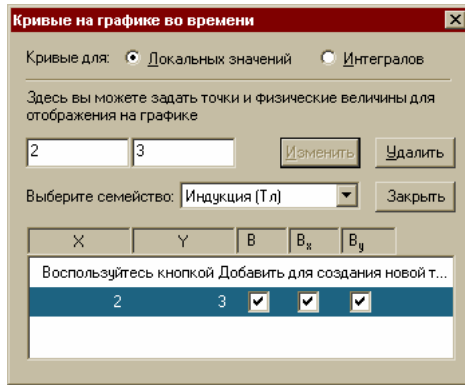 Кривые на графике во времени
Кривые для: Локальных значений Интегралов
Здесь вы можете задать точки и физические величины для
отображения на графике
2 3 Изменить Удалить
Выберите семейство: Индукция (Тл) Закрыть
X Y B Bx By
Воспользуйтесь кнопкой Добавить для создания новой т...
2 3